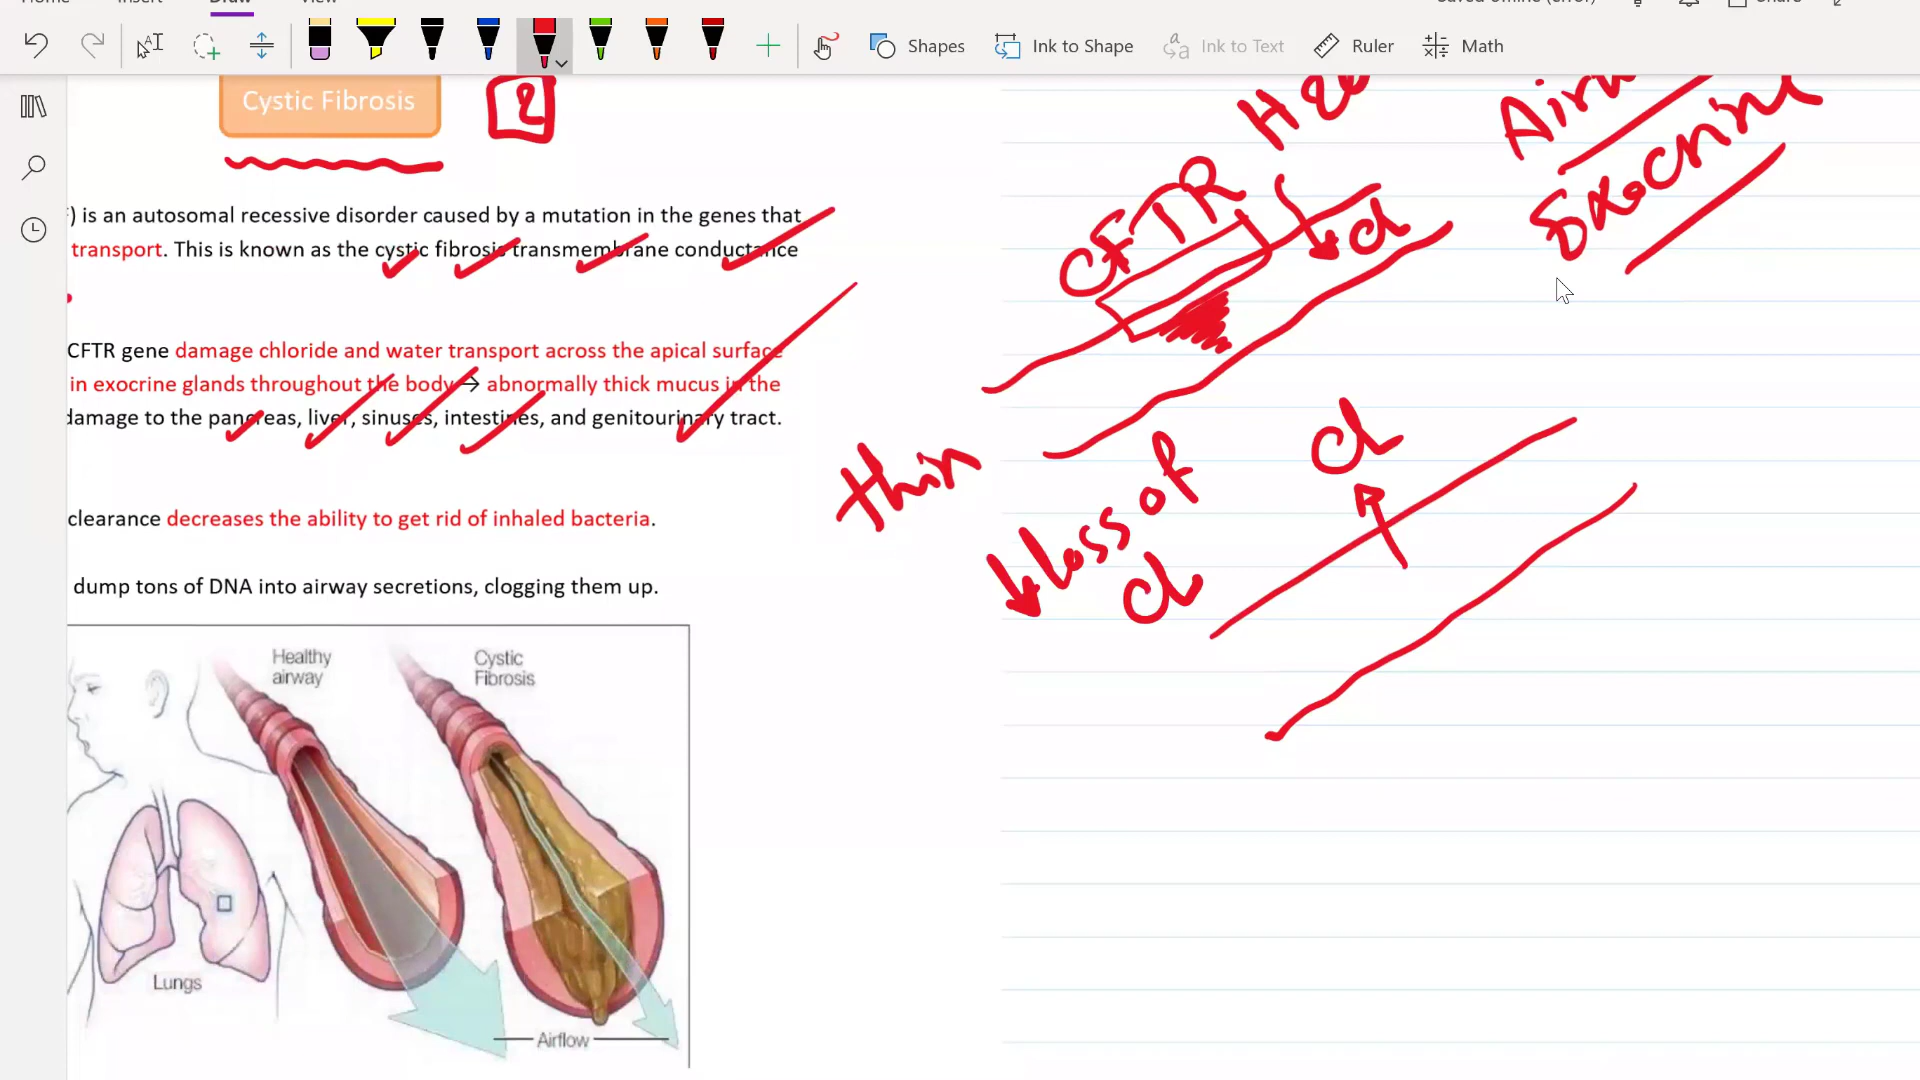 Home Insert Draw View Saved online (error) Share
Shapes Ink to Shape Ink to Text Ruler Math
Cystic Fibrosis
2
) is an autosomal recessive disorder caused by a mutation in the genes that
transport. This is known as the cystic fibrosis transmembrane conductance
CFTR gene damage chloride and water transport across the apical surface
in exocrine glands throughout the body → abnormally thick mucus in the
damage to the pancreas, liver, sinuses, intestines, and genitourinary tract.
clearance decreases the ability to get rid of inhaled bacteria.
dump tons of DNA into airway secretions, clogging them up.
Healthy
airway
Cystic
Fibrosis
Lungs
Airflow
Exocrine
CFTR
cl
thin
cl
↓ loss of
cl